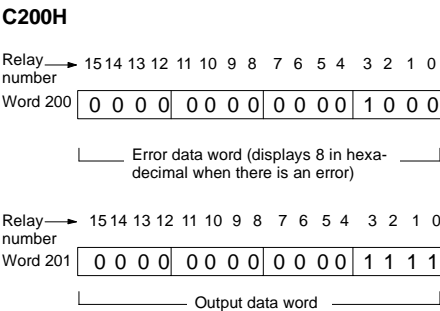 C200H
Relay number 15 14 13 12 11 10 9 8 7 6 5 4 3 2 1 0
Word 200 0 0 0 0 0 0 0 0 0 0 0 0 1 0 0 0
Error data word (displays 8 in hexa-
decimal when there is an error)
Relay number 15 14 13 12 11 10 9 8 7 6 5 4 3 2 1 0
Word 201 0 0 0 0 0 0 0 0 0 0 0 0 1 1 1 1
Output data word